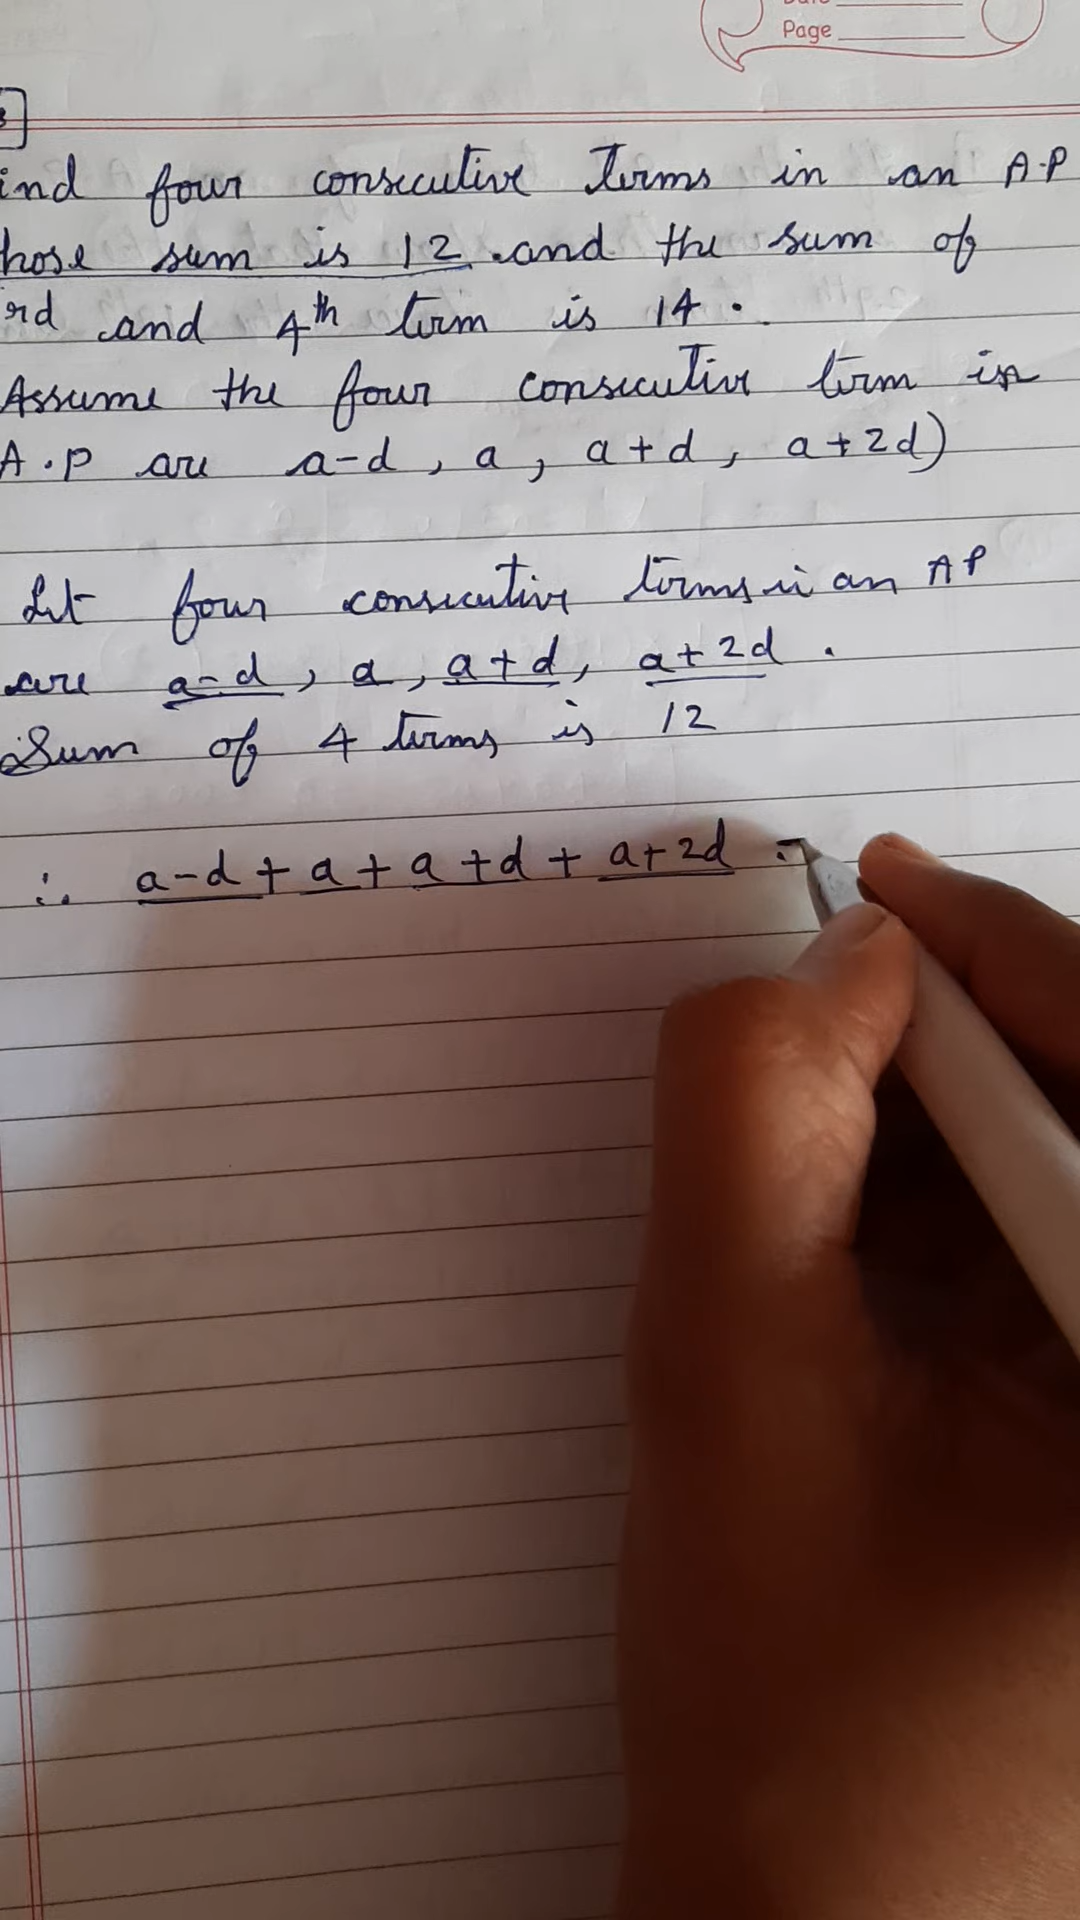 Page
ind four consecutive terms in an A.P
hose sum is 12 and the sum of
rd and 4th term is 14.
Assume the four consecutive term in
A.P are a-d, a, a+d, a+2d)
Let four consecutive terms in an AP
are a-d, a, a+d, a+2d.
Sum of 4 terms is 12
∴ a-d + a + a+d + a+2d =